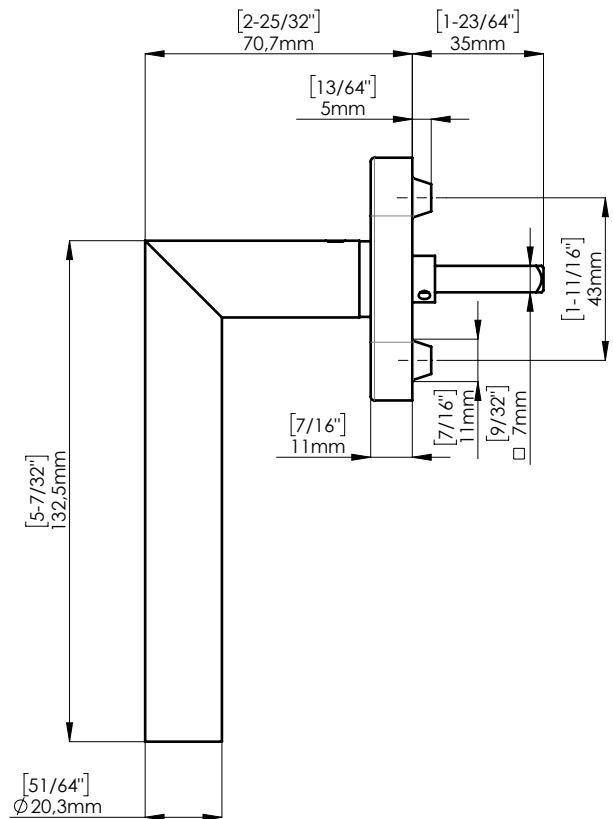 [2-25/32"]
70,7mm
[1-23/64"]
35mm
[13/64"]
5mm
[1-11/16"]
43mm
[7/16"]
11mm
[7/16"]
11mm
[9/32"]
□ 7mm
[5-7/32"]
132,5mm
[51/64"]
∅20,3mm